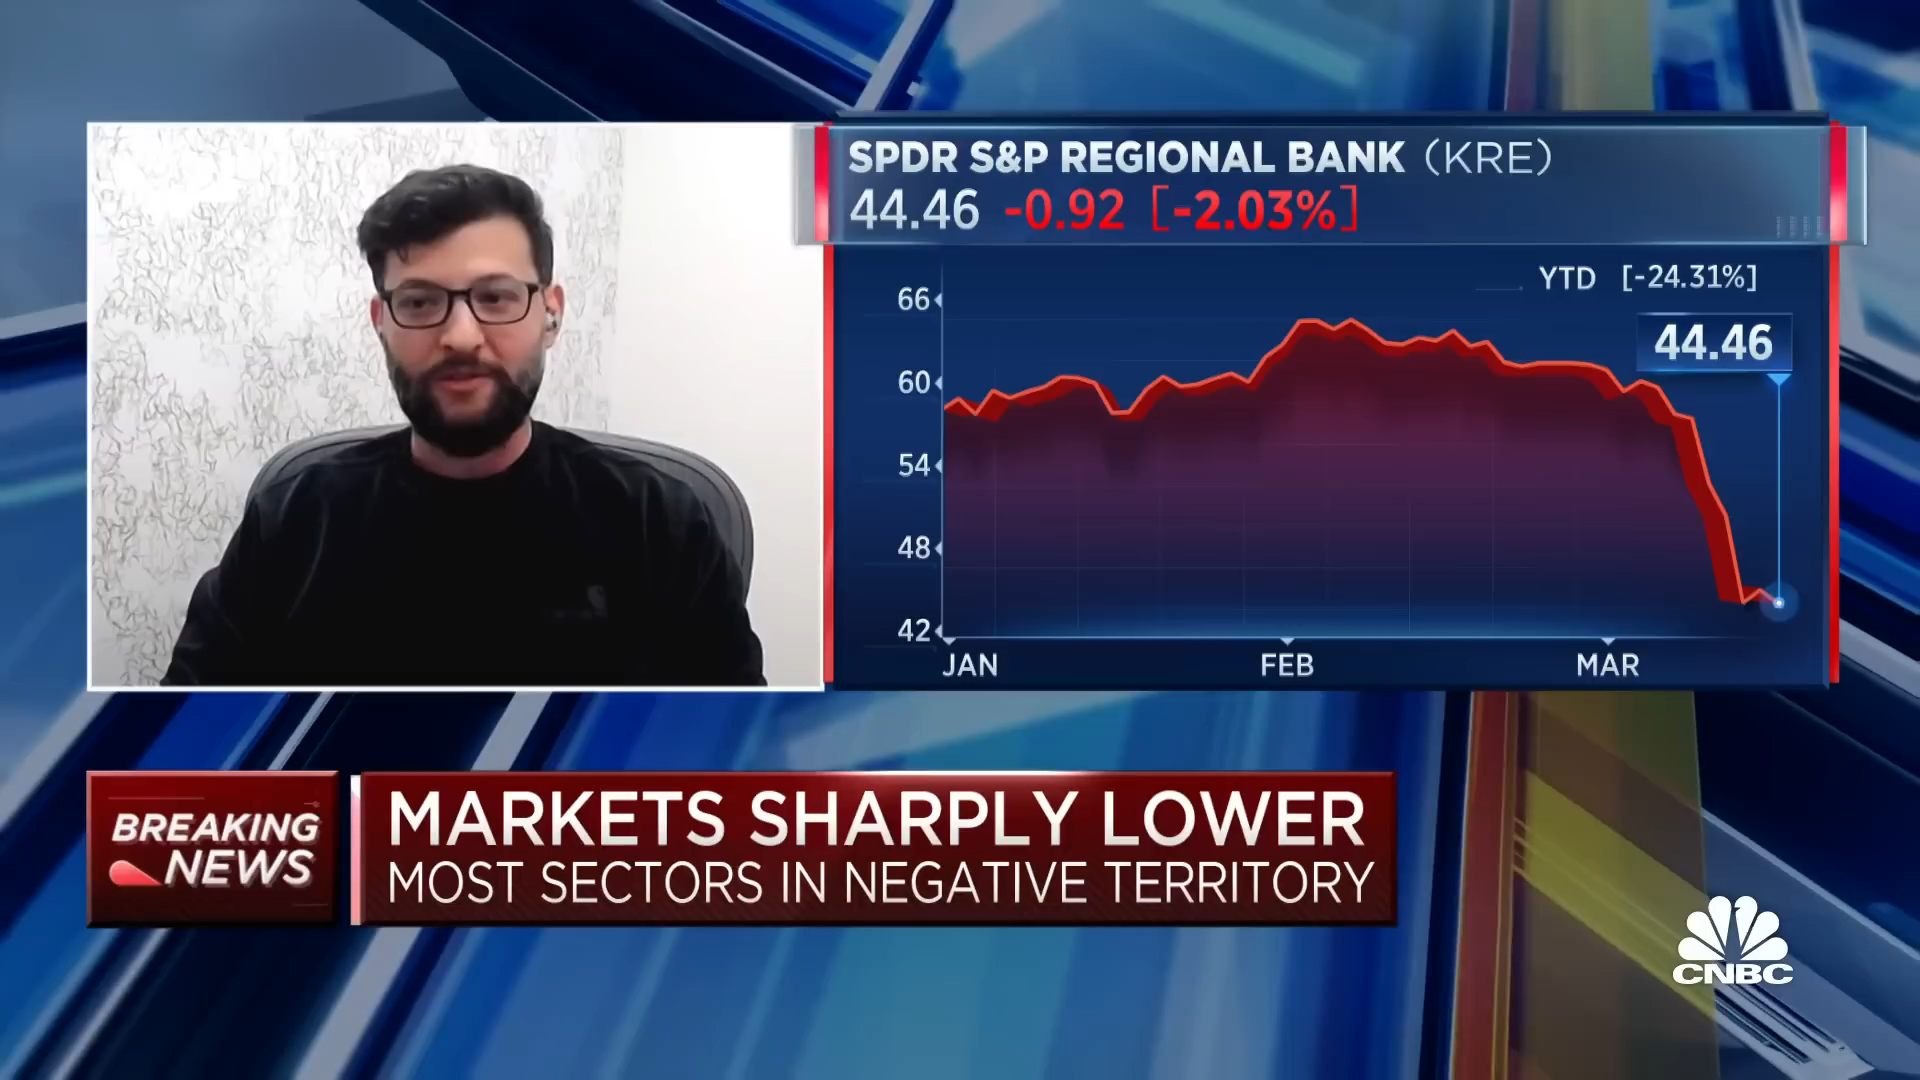 SPDR S&P REGIONAL BANK (KRE)
44.46 -0.92 [-2.03%]
YTD [-24.31%]
44.46
66
60
54
48
42
JAN FEB MAR
BREAKING
NEWS
MARKETS SHARPLY LOWER
MOST SECTORS IN NEGATIVE TERRITORY
CNBC